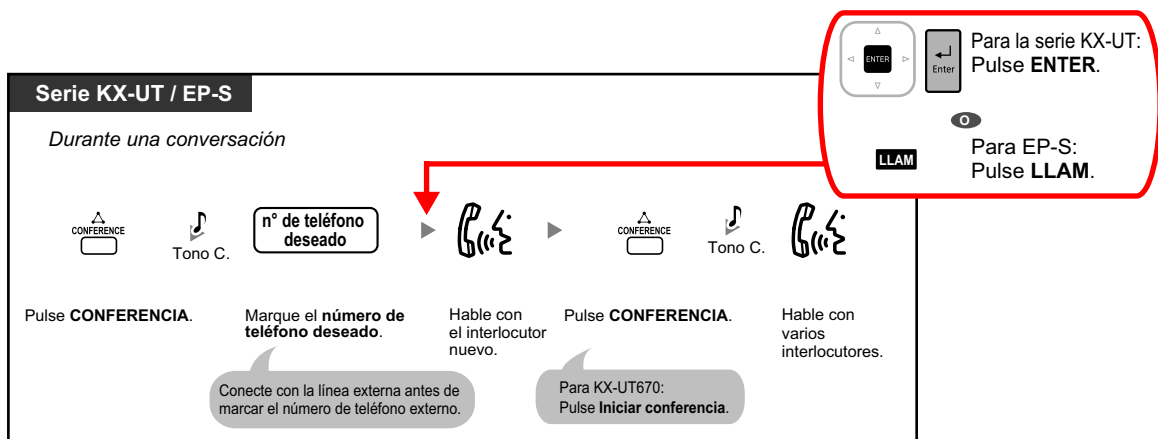 Serie KX-UT / EP-S
ENTER
Enter
Para la serie KX-UT:
Pulse ENTER.
O
LLAM
Para EP-S:
Pulse LLAM.
Durante una conversación
CONFERENCE
Tono C.
n° de teléfono
deseado
CONFERENCE
Tono C.
Pulse CONFERENCIA.
Marque el número de
teléfono deseado.
Hable con
el interlocutor
nuevo.
Pulse CONFERENCIA.
Hable con
varios
interlocutores.
Conecte con la línea externa antes de
marcar el número de teléfono externo.
Para KX-UT670:
Pulse Iniciar conferencia.